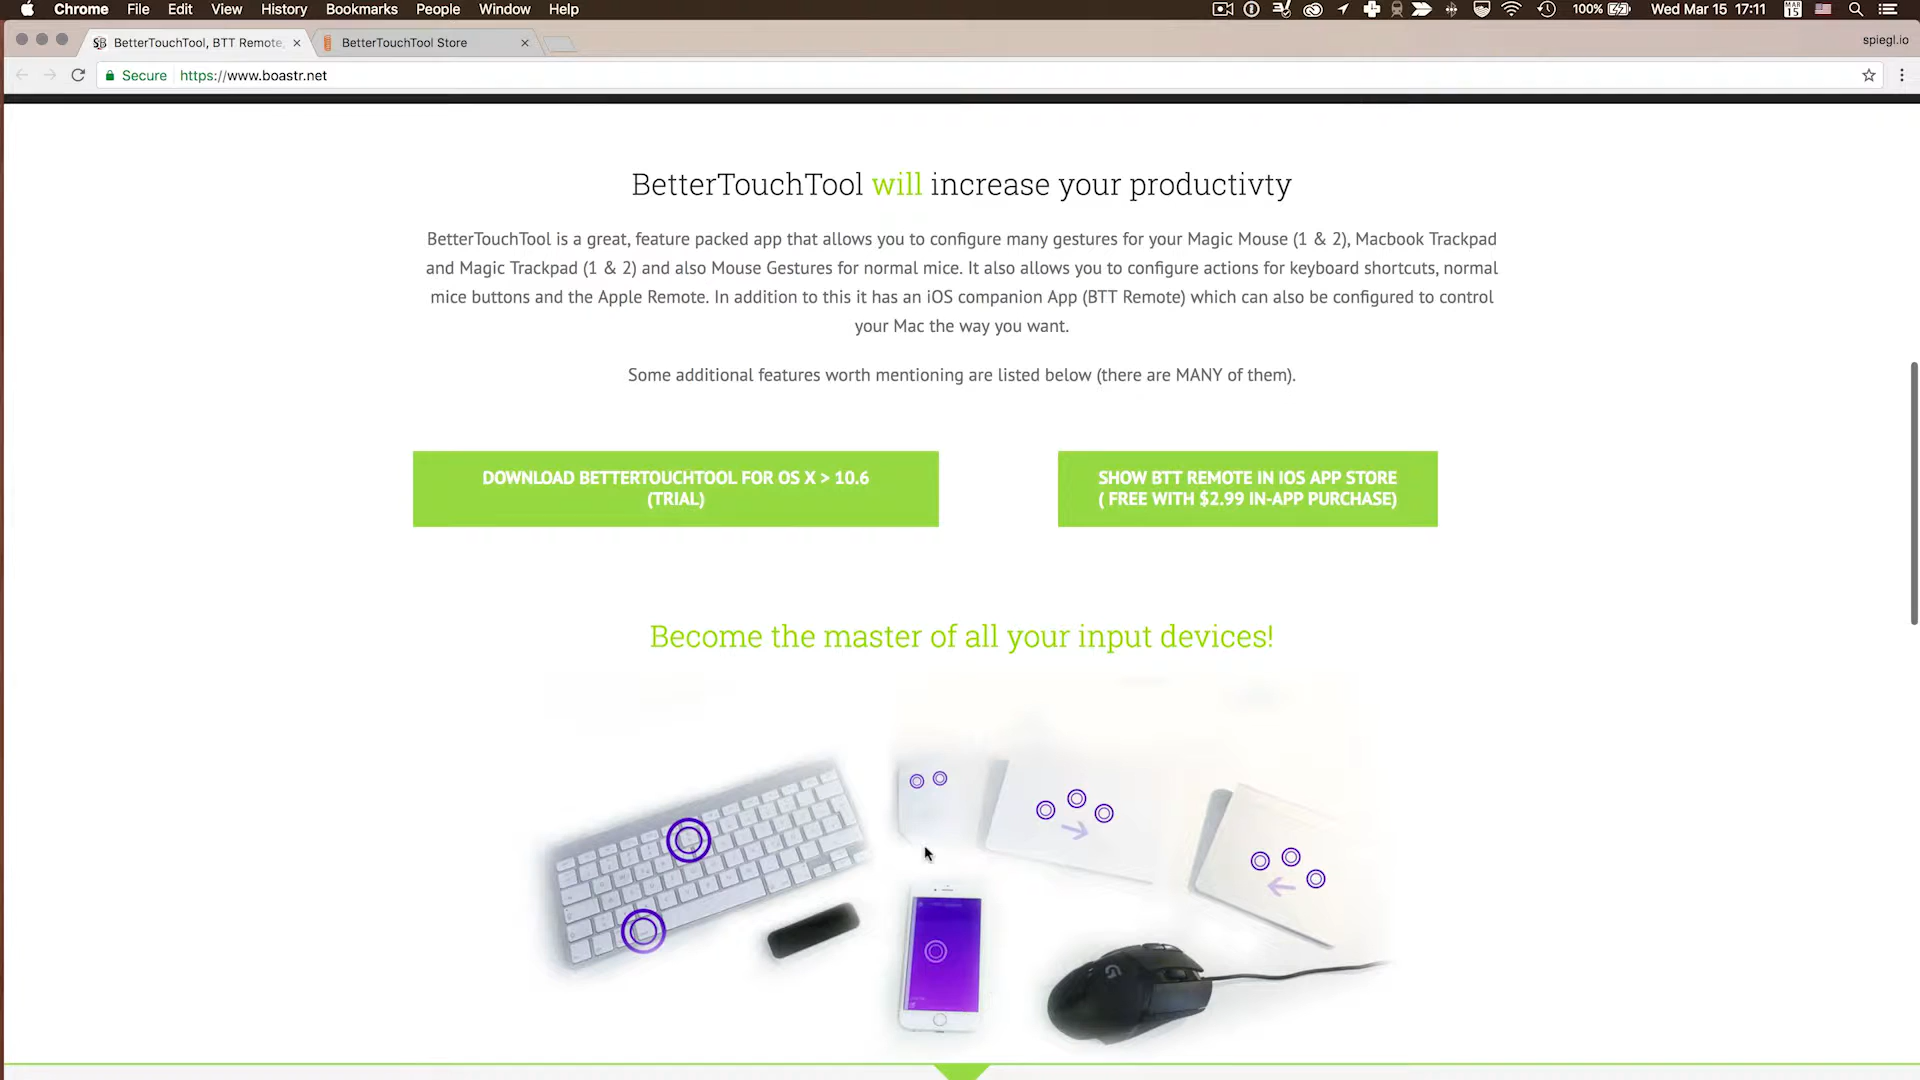 Chrome File Edit View History Bookmarks People Window Help 100% Wed Mar 15 17:11 MAR 15
BetterTouchTool, BTT Remote, BetterTouchTool Store spiegl.io
Secure https://www.boastr.net
BetterTouchTool will increase your productivty
BetterTouchTool is a great, feature packed app that allows you to configure many gestures for your Magic Mouse (1 & 2), Macbook Trackpad
and Magic Trackpad (1 & 2) and also Mouse Gestures for normal mice. It also allows you to configure actions for keyboard shortcuts, normal
mice buttons and the Apple Remote. In addition to this it has an iOS companion App (BTT Remote) which can also be configured to control
your Mac the way you want.
Some additional features worth mentioning are listed below (there are MANY of them).
DOWNLOAD BETTERTOUCHTOOL FOR OS X > 10.6
(TRIAL)
SHOW BTT REMOTE IN IOS APP STORE
( FREE WITH $2.99 IN-APP PURCHASE)
Become the master of all your input devices!